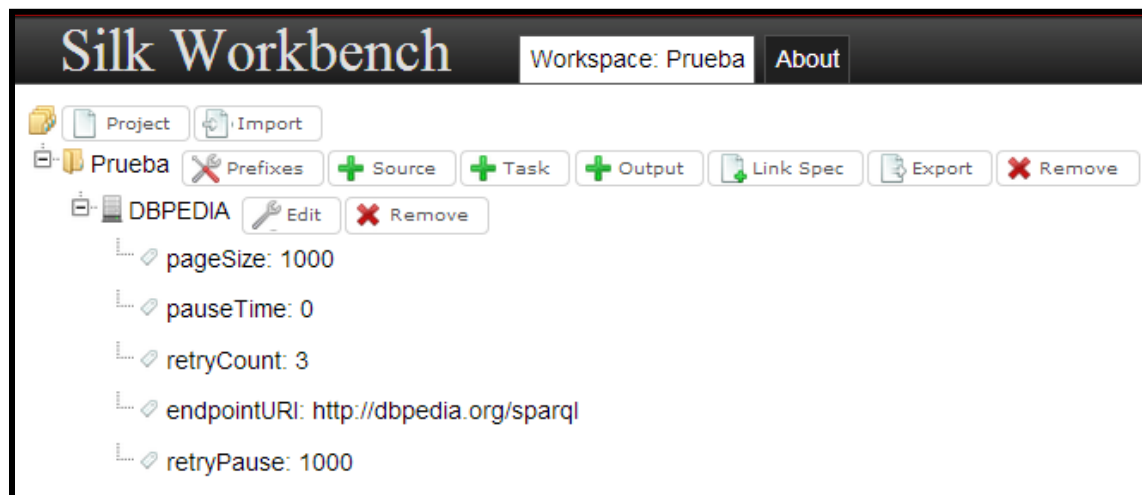 Silk Workbench Workspace: Prueba About
Project Import
Prueba Prefixes Source Task Output Link Spec Export Remove
DBPEDIA Edit Remove
pageSize: 1000
pauseTime: 0
retryCount: 3
endpointURI: http://dbpedia.org/sparql
retryPause: 1000